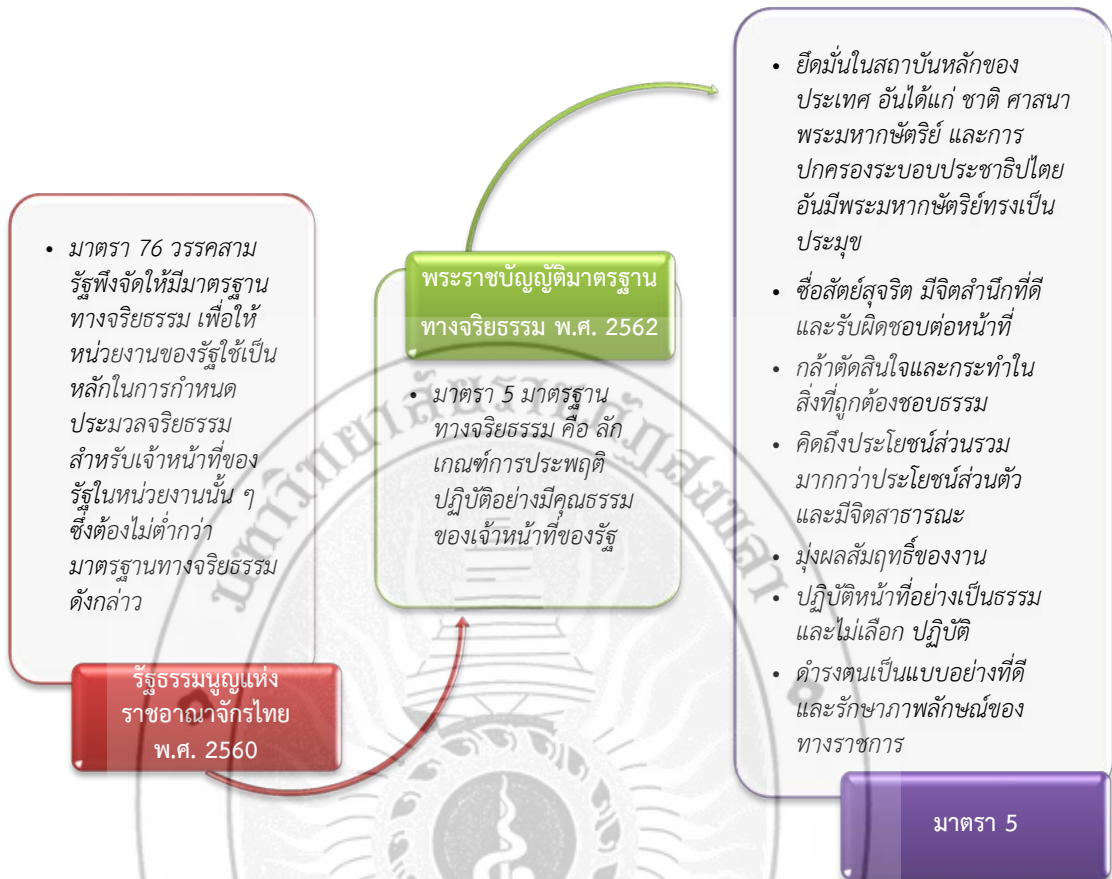 • มาตรา 76 วรรคสาม
รัฐพึงจัดให้มีมาตรฐาน
ทางจริยธรรม เพื่อให้
หน่วยงานของรัฐใช้เป็น
หลักในการกำหนด
ประมวลจริยธรรม
สำหรับเจ้าหน้าที่ของ
รัฐในหน่วยงานนั้น ๆ
ซึ่งต้องไม่ต่ำกว่า
มาตรฐานทางจริยธรรม
ดังกล่าว
รัฐธรรมนูญแห่ง
ราชอาณาจักรไทย
พ.ศ. 2560
พระราชบัญญัติมาตรฐาน
ทางจริยธรรม พ.ศ. 2562
• มาตรา 5 มาตรฐาน
ทางจริยธรรม คือ ลัก
เกณฑ์การประพฤติ
ปฏิบัติอย่างมีคุณธรรม
ของเจ้าหน้าที่ของรัฐ
• ยึดมั่นในสถาบันหลักของ
ประเทศ อันได้แก่ ชาติ ศาสนา
พระมหากษัตริย์ และการ
ปกครองระบอบประชาธิปไตย
อันมีพระมหากษัตริย์ทรงเป็น
ประมุข
• ซื่อสัตย์สุจริต มีจิตสำนึกที่ดี
และรับผิดชอบต่อหน้าที่
• กล้าตัดสินใจและกระทำใน
สิ่งที่ถูกต้องชอบธรรม
• คิดถึงประโยชน์ส่วนรวม
มากกว่าประโยชน์ส่วนตัว
และมีจิตสาธารณะ
• มุ่งผลสัมฤทธิ์ของงาน
• ปฏิบัติหน้าที่อย่างเป็นธรรม
และไม่เลือก ปฏิบัติ
• ดำรงตนเป็นแบบอย่างที่ดี
และรักษาภาพลักษณ์ของ
ทางราชการ
มาตรา 5
มหาวิทยาลัยราชภัฏสงขลา